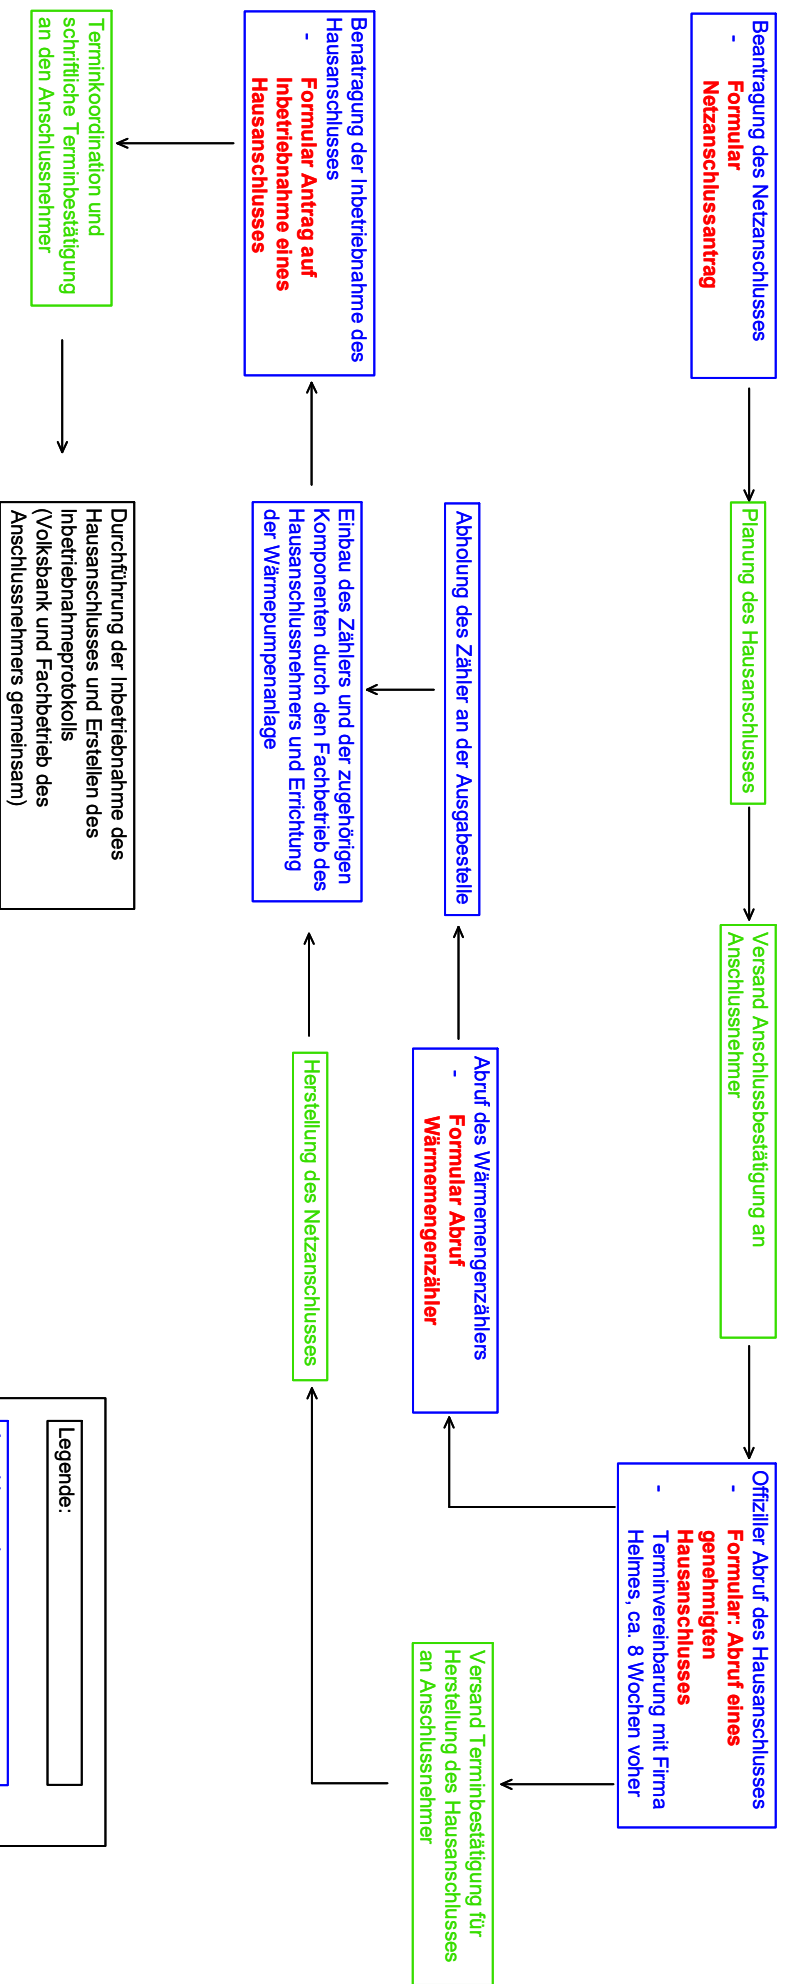 Beantragung des Netzanschlusses
- Formular
Netzanschlussantrag
Planung des Hausanschlusses
Versand Anschlussbestätigung an
Anschlussnehmer
Offiziller Abruf des Hausanschlusses
- Formular: Abruf eines
genehmigten
Hausanschlusses
- Terminvereinbarung mit Firma
Helmes, ca. 8 Wochen voher
Abholung des Zähler an der Ausgabestelle
Abruf des Wärmemengenzählers
- Formular Abruf
Wärmemengenzähler
Versand Terminbestätigung für
Herstellung des Hausanschlusses
an Anschlussnehmer
Benatragung der Inbetriebnahme des
Hausanschlusses
- Formular Antrag auf
Inbetriebnahme eines
Hausanschlusses
Einbau des Zählers und der zugehörigen
Komponenten durch den Fachbetrieb des
Hausanschlussnehmers und Errichtung
der Wärmepumpenanlage
Herstellung des Netzanschlusses
Terminkoordination und
schriftliche Terminbestätigung
an den Anschlussnehmer
Durchführung der Inbetriebnahme des
Hausanschlusses und Erstellen des
Inbetriebnahmeprotokolls
(Volksbank und Fachbetrieb des
Anschlussnehmers gemeinsam)
Legende: